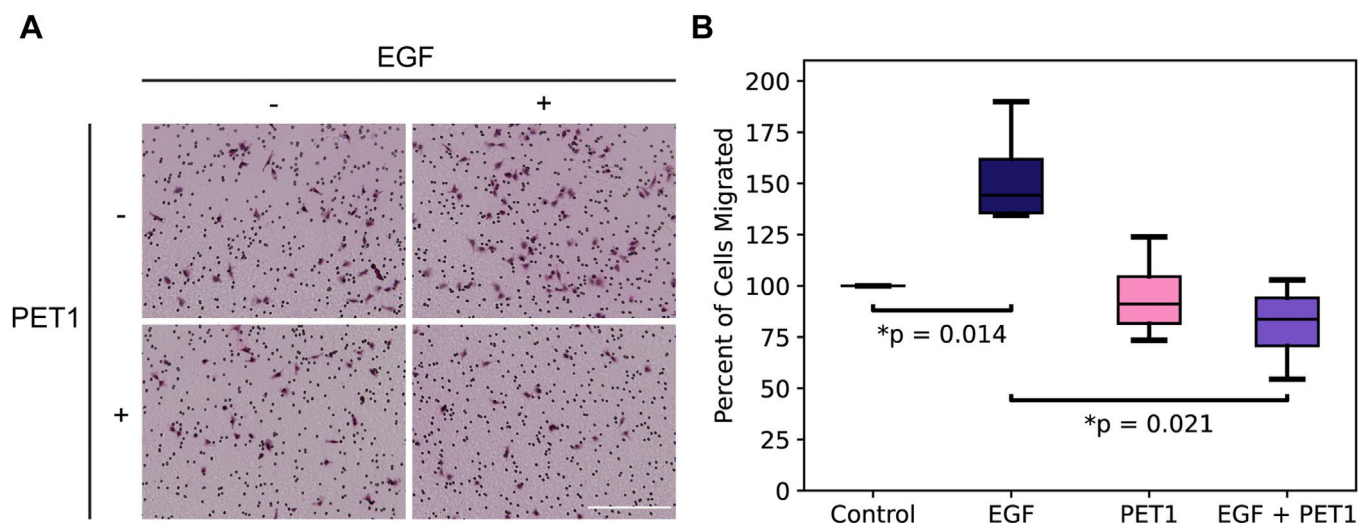 A
EGF
-
+
PET1
-
+
B
Percent of Cells Migrated
200
175
150
125
100
75
50
25
0
*p = 0.014
*p = 0.021
Control
EGF
PET1
EGF + PET1